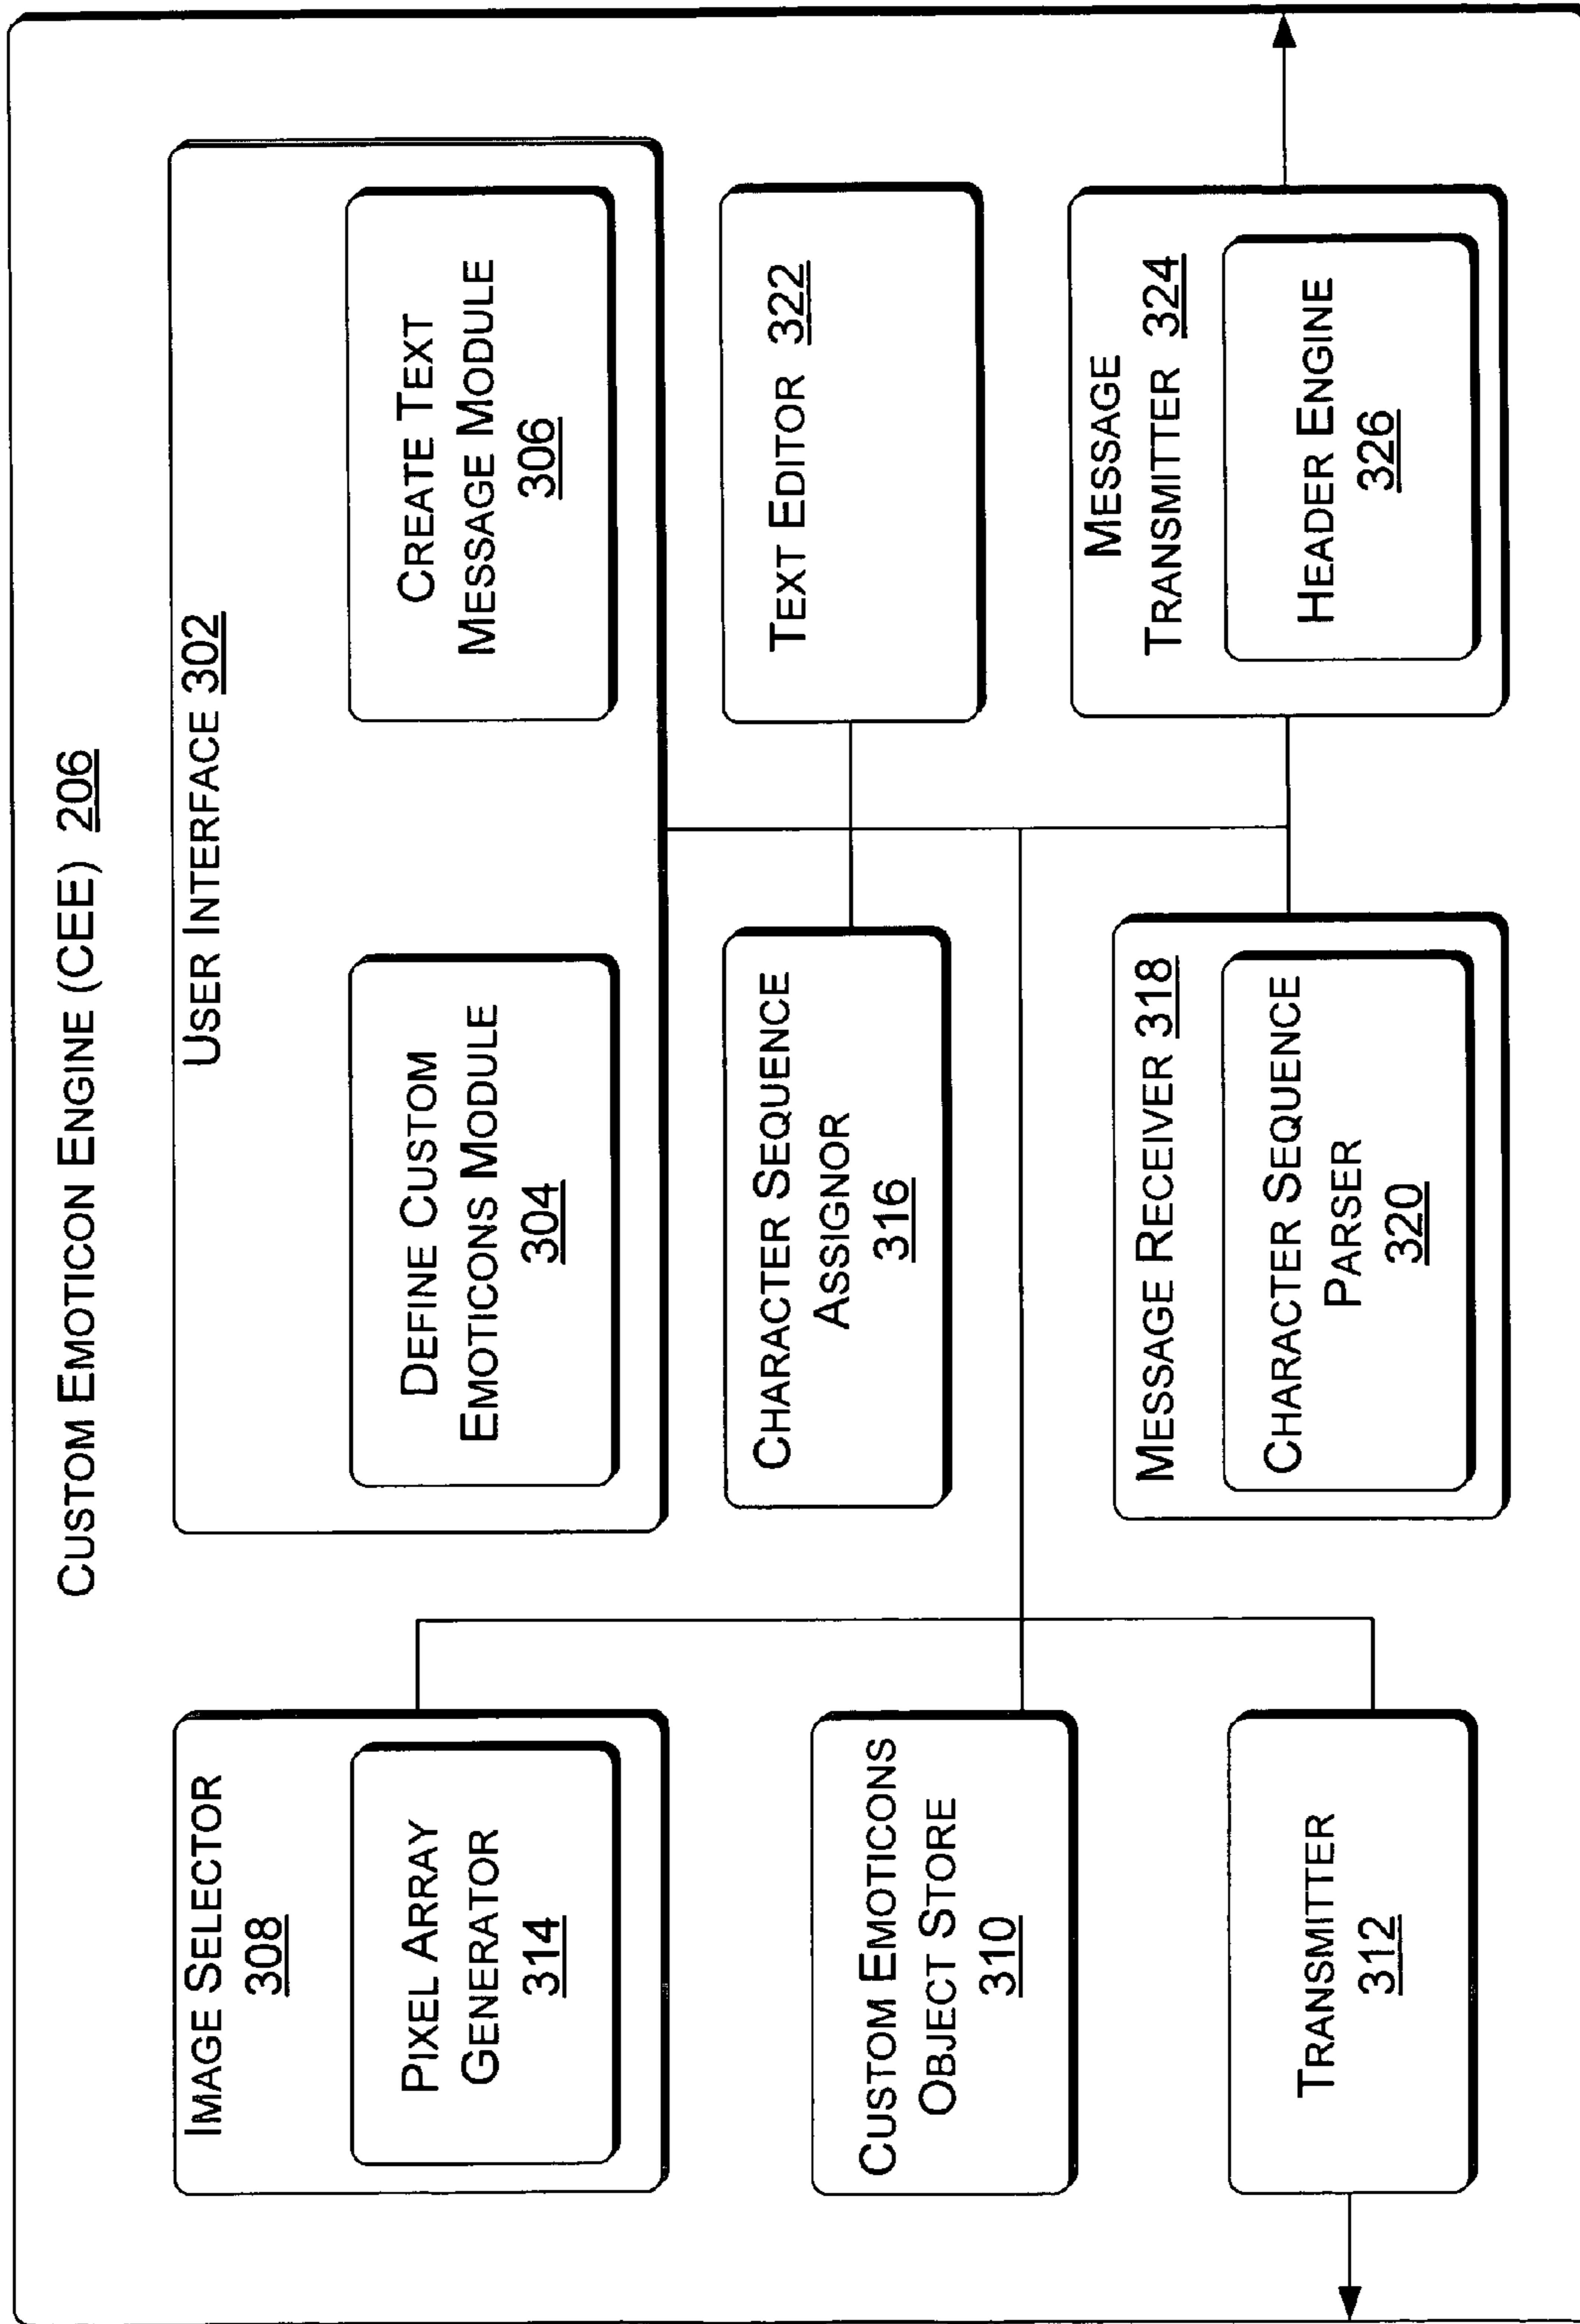 CUSTOM EMOTICON ENGINE (CEE) 206
IMAGE SELECTOR
308
PIXEL ARRAY
GENERATOR
314
CUSTOM EMOTICONS
OBJECT STORE
310
TRANSMITTER
312
USER INTERFACE 302
DEFINE CUSTOM
EMOTICONS MODULE
304
CREATE TEXT
MESSAGE MODULE
306
CHARACTER SEQUENCE
ASSIGNOR
316
TEXT EDITOR 322
MESSAGE RECEIVER 318
CHARACTER SEQUENCE
PARSER
320
MESSAGE
TRANSMITTER 324
HEADER ENGINE
326